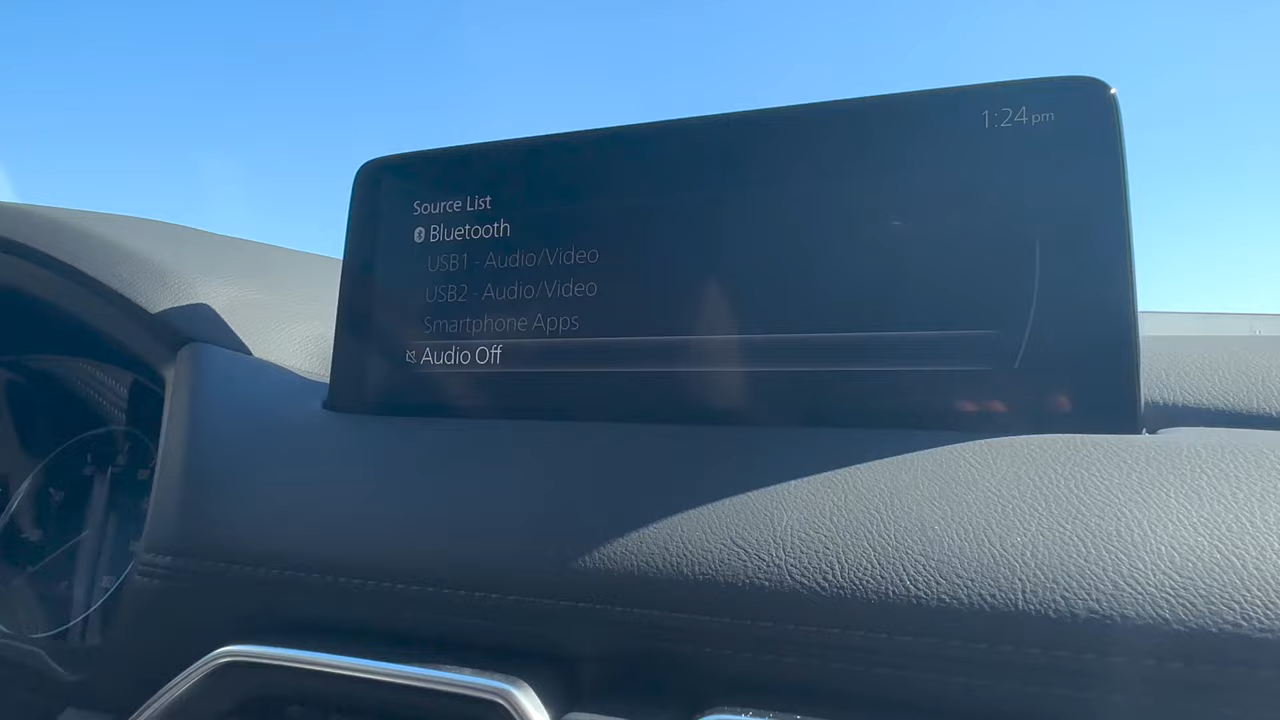 1:24 pm
Source List
Bluetooth
USB1 - Audio/Video
USB2 - Audio/Video
Smartphone Apps
Audio Off